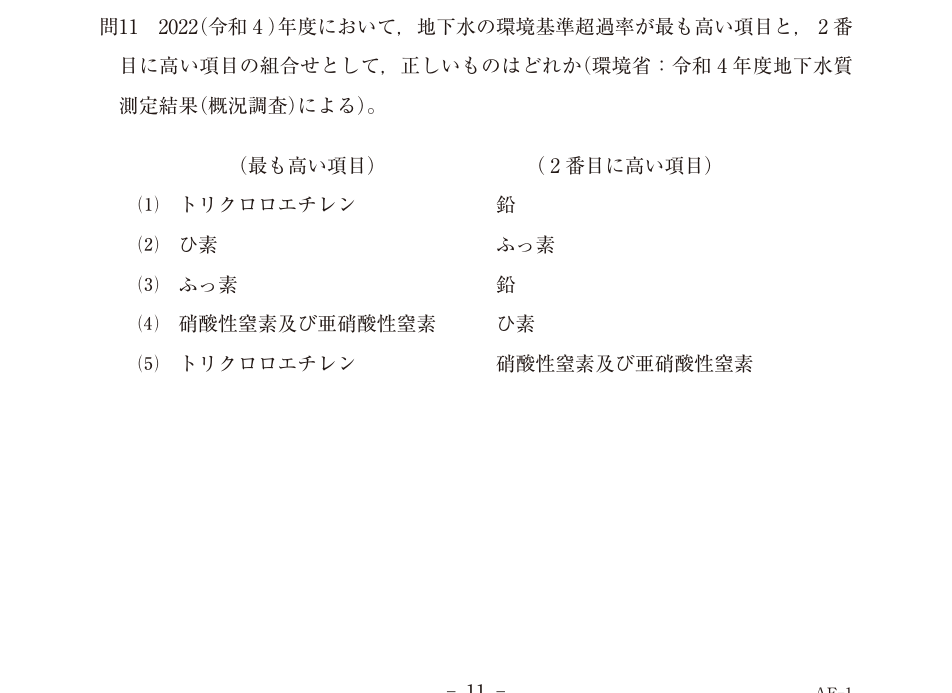 問11　2022(令和4)年度において，地下水の環境基準超過率が最も高い項目と，2番
目に高い項目の組合せとして，正しいものはどれか(環境省：令和4年度地下水質
測定結果(概況調査)による)。
(最も高い項目)　(2番目に高い項目)
(1)　トリクロロエチレン　鉛
(2)　ひ素　ふっ素
(3)　ふっ素　鉛
(4)　硝酸性窒素及び亜硝酸性窒素　ひ素
(5)　トリクロロエチレン　硝酸性窒素及び亜硝酸性窒素
− 11 −